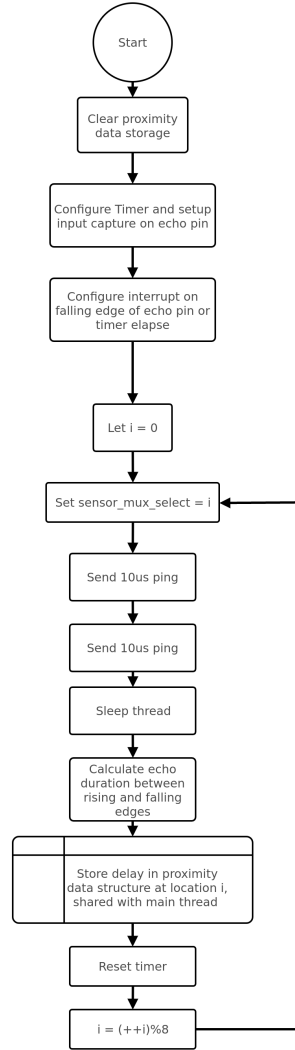 Start
Clear proximity
data storage
Configure Timer and setup
input capture on echo pin
Configure interrupt on
falling edge of echo pin or
timer elapse
Let i = 0
Set sensor_mux_select = i
Send 10us ping
Send 10us ping
Sleep thread
Calculate echo
duration between
rising and falling
edges
Store delay in proximity
data structure at location i,
shared with main thread
Reset timer
i = (++i)%8